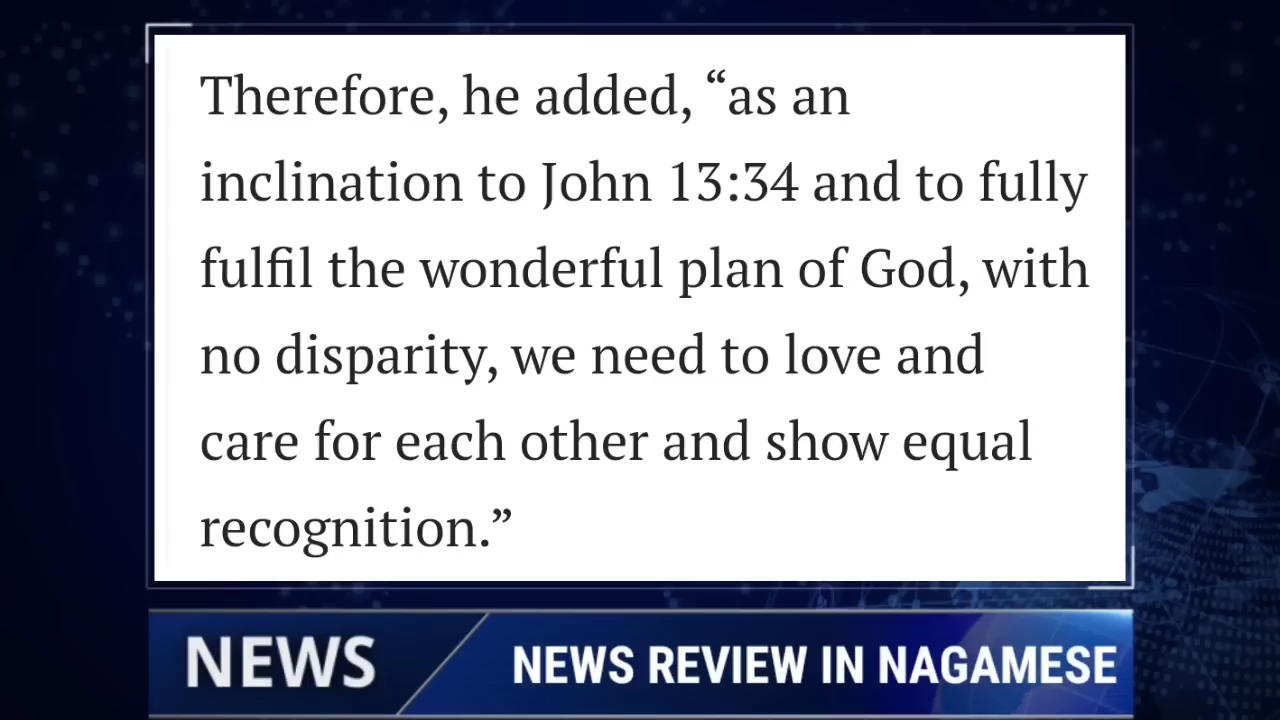 Therefore, he added, “as an
inclination to John 13:34 and to fully
fulfil the wonderful plan of God, with
no disparity, we need to love and
care for each other and show equal
recognition.”
NEWS
NEWS REVIEW IN NAGAMESE